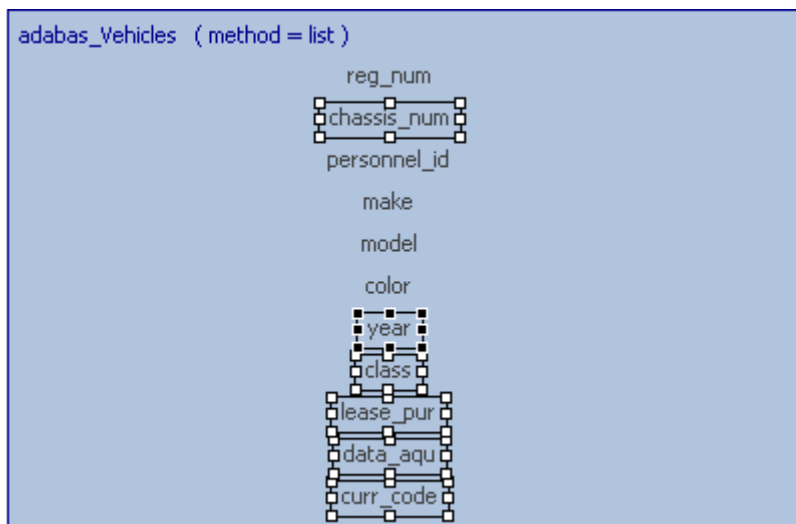 adabas_Vehicles ( method = list )
reg_num
chassis_num
personnel_id
make
model
color
year
class
lease_pur
data_aqu
curr_code